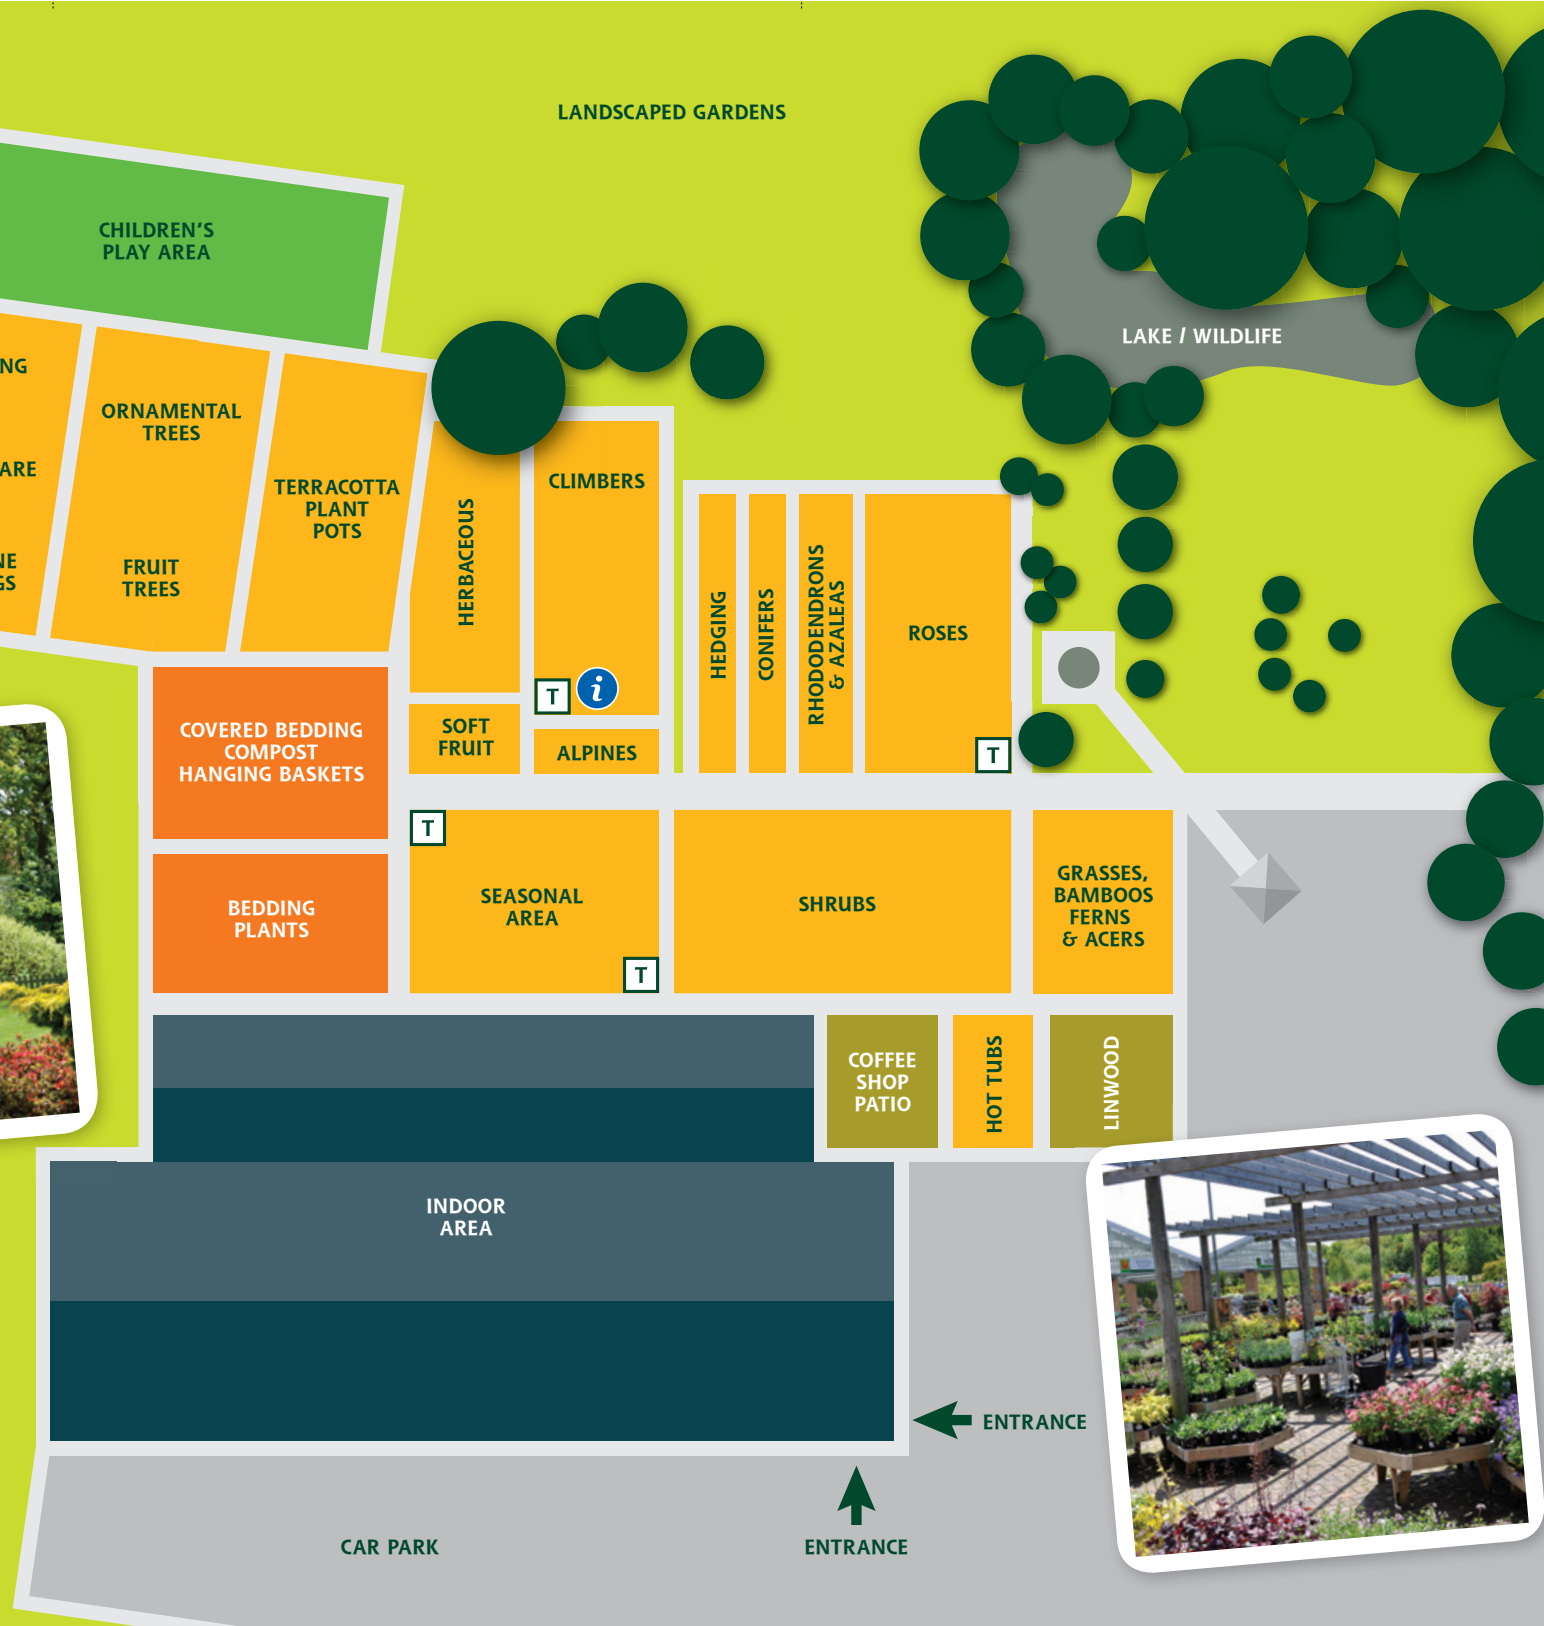 LANDSCAPED GARDENS
CHILDREN'S
PLAY AREA
LAKE / WILDLIFE
NG
ARE
NE
GS
ORNAMENTAL
TREES
FRUIT
TREES
TERRACOTTA
PLANT
POTS
HERBACEOUS
CLIMBERS
T
i
SOFT
FRUIT
ALPINES
HEDGING
CONIFERS
RHODODENDRONS
& AZALEAS
ROSES
T
COVERED BEDDING
COMPOST
HANGING BASKETS
BEDDING
PLANTS
T
SEASONAL
AREA
T
SHRUBS
GRASSES,
BAMBOOS
FERNS
& ACERS
COFFEE
SHOP
PATIO
HOT TUBS
LINWOOD
INDOOR
AREA
ENTRANCE
ENTRANCE
CAR PARK